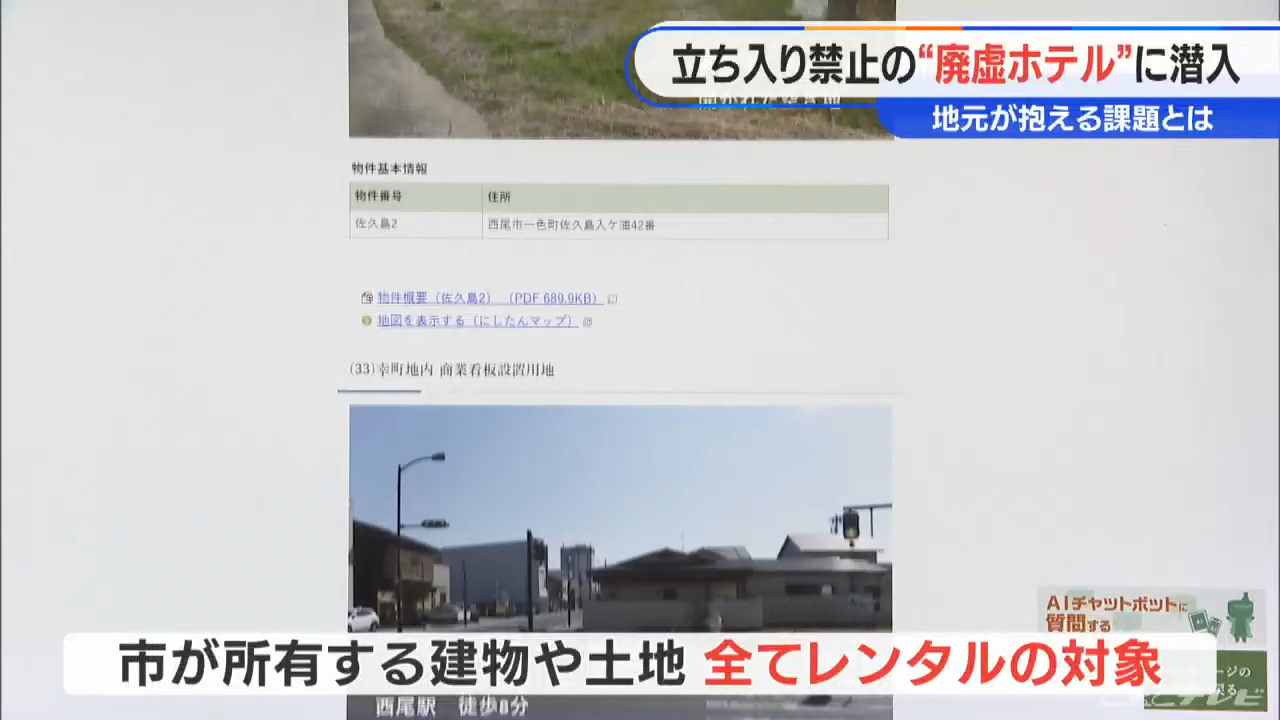 立ち入り禁止の“廃虚ホテル”に潜入
地元が抱える課題とは
物件基本情報
物件番号 住所
佐久島2 西尾市一色町佐久島入ケ浦42番
物件概要（佐久島2）（PDF 689.9KB）
地図を表示する（にしたんマップ）
(33)幸町地内 商業看板設置用地
AIチャットボットに
質問する
市が所有する建物や土地 全てレンタルの対象
西尾駅 徒歩8分